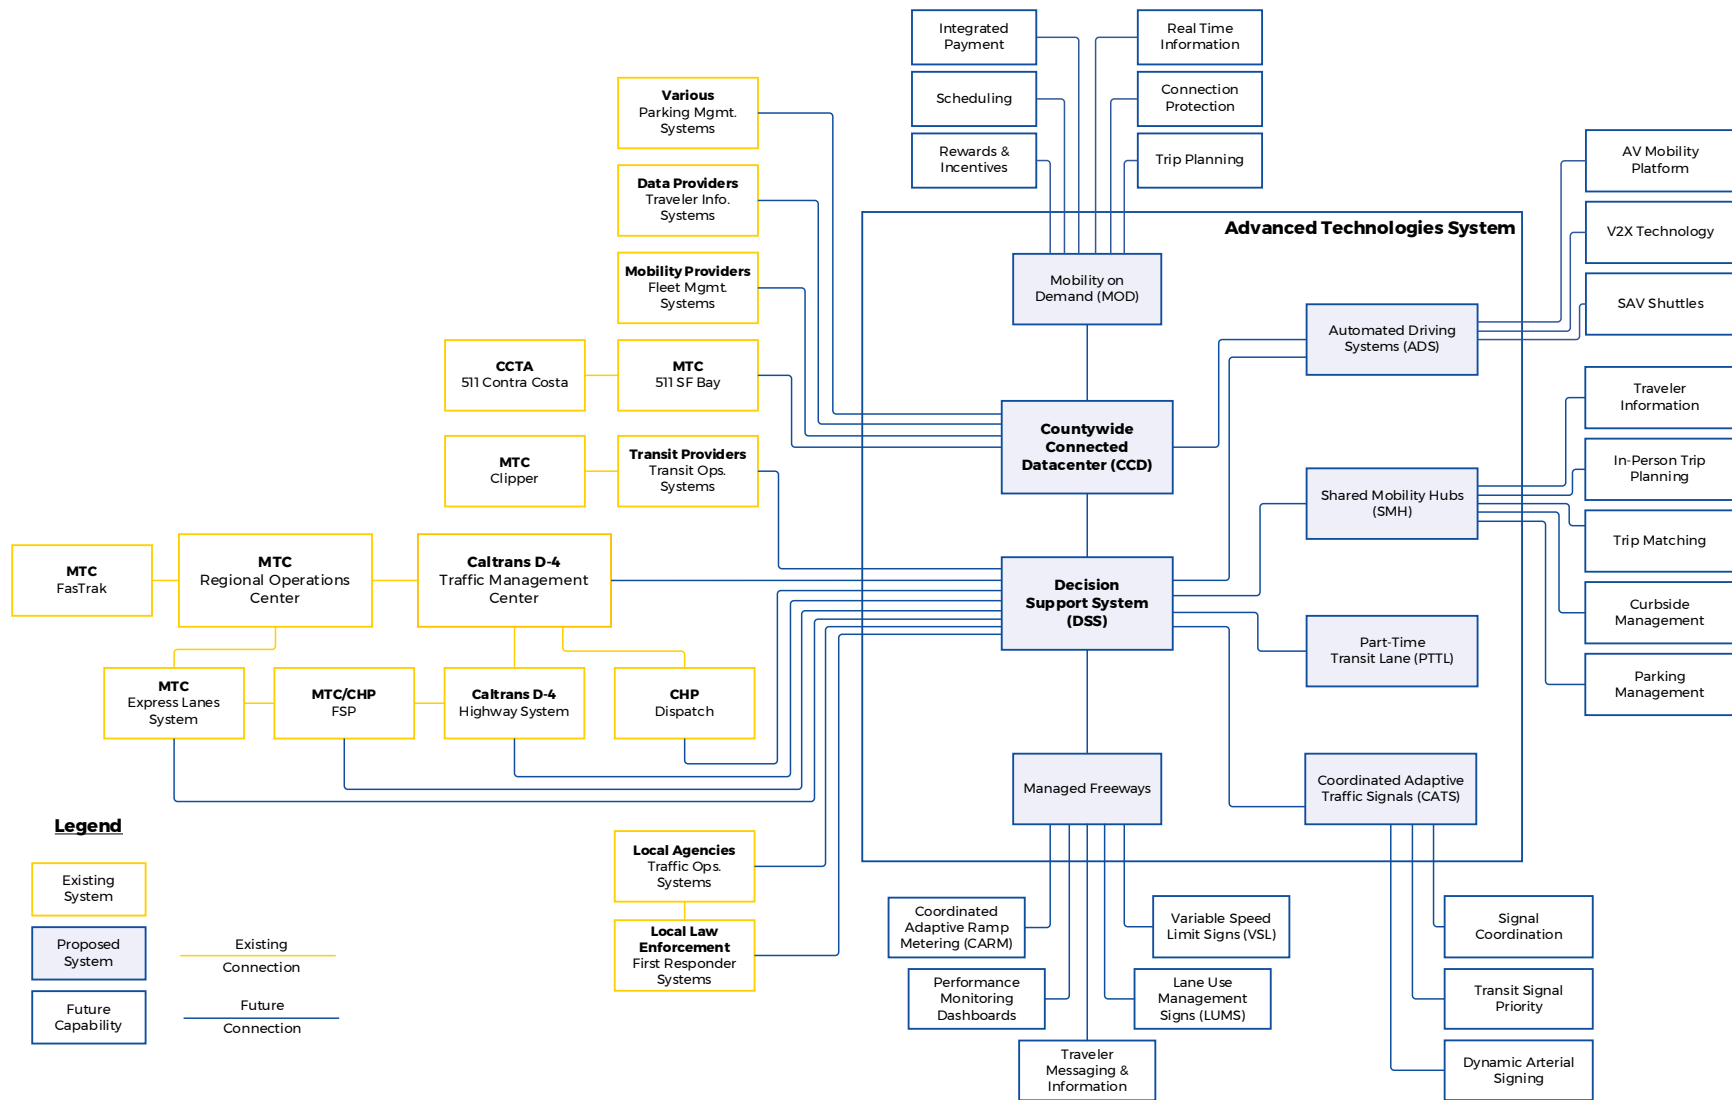 Integrated
Payment
Real Time
Information
Scheduling
Connection
Protection
Rewards &
Incentives
Trip Planning
Various
Parking Mgmt.
Systems
Data Providers
Traveler Info.
Systems
Mobility Providers
Fleet Mgmt.
Systems
CCTA
511 Contra Costa
MTC
511 SF Bay
MTC
Clipper
Transit Providers
Transit Ops.
Systems
MTC
FasTrak
MTC
Regional Operations
Center
Caltrans D-4
Traffic Management
Center
MTC
Express Lanes
System
MTC/CHP
FSP
Caltrans D-4
Highway System
CHP
Dispatch
Local Agencies
Traffic Ops.
Systems
Local Law
Enforcement
First Responder
Systems
Advanced Technologies System
Mobility on
Demand (MOD)
Automated Driving
Systems (ADS)
Countywide
Connected
Datacenter (CCD)
Shared Mobility Hubs
(SMH)
Decision
Support System
(DSS)
Part-Time
Transit Lane (PTTL)
Managed Freeways
Coordinated Adaptive
Traffic Signals (CATS)
AV Mobility
Platform
V2X Technology
SAV Shuttles
Traveler
Information
In-Person Trip
Planning
Trip Matching
Curbside
Management
Parking
Management
Coordinated
Adaptive Ramp
Metering (CARM)
Variable Speed
Limit Signs (VSL)
Performance
Monitoring
Dashboards
Lane Use
Management
Signs (LUMS)
Traveler
Messaging &
Information
Signal
Coordination
Transit Signal
Priority
Dynamic Arterial
Signing
Legend
Existing
System
Proposed
System
Future
Capability
Existing
Connection
Future
Connection